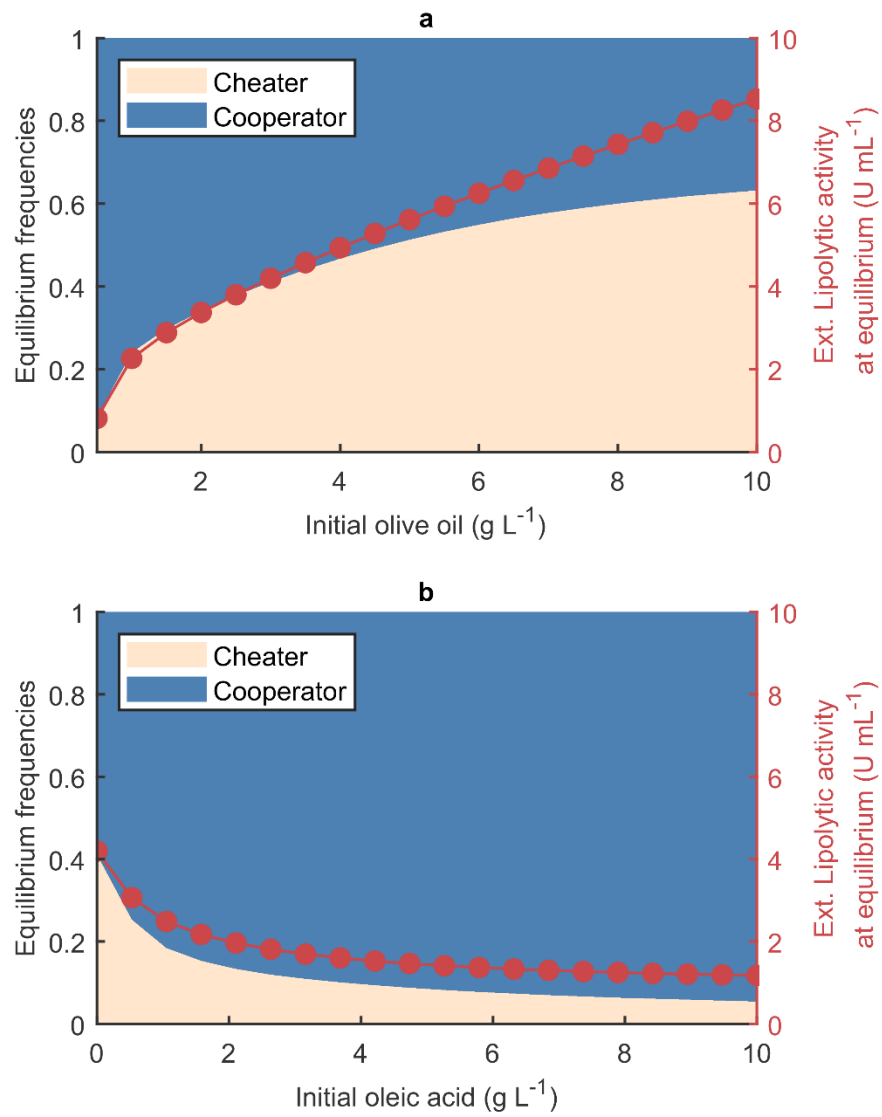 a
Cheater
Cooperator
Equilibrium frequencies
0
0.2
0.4
0.6
0.8
1
2
4
6
8
10
Initial olive oil (g L⁻¹)
0
2
4
6
8
10
Ext. Lipolytic activity
at equilibrium (U mL⁻¹)
b
Cheater
Cooperator
Equilibrium frequencies
0
0.2
0.4
0.6
0.8
1
0
2
4
6
8
10
Initial oleic acid (g L⁻¹)
0
2
4
6
8
10
Ext. Lipolytic activity
at equilibrium (U mL⁻¹)